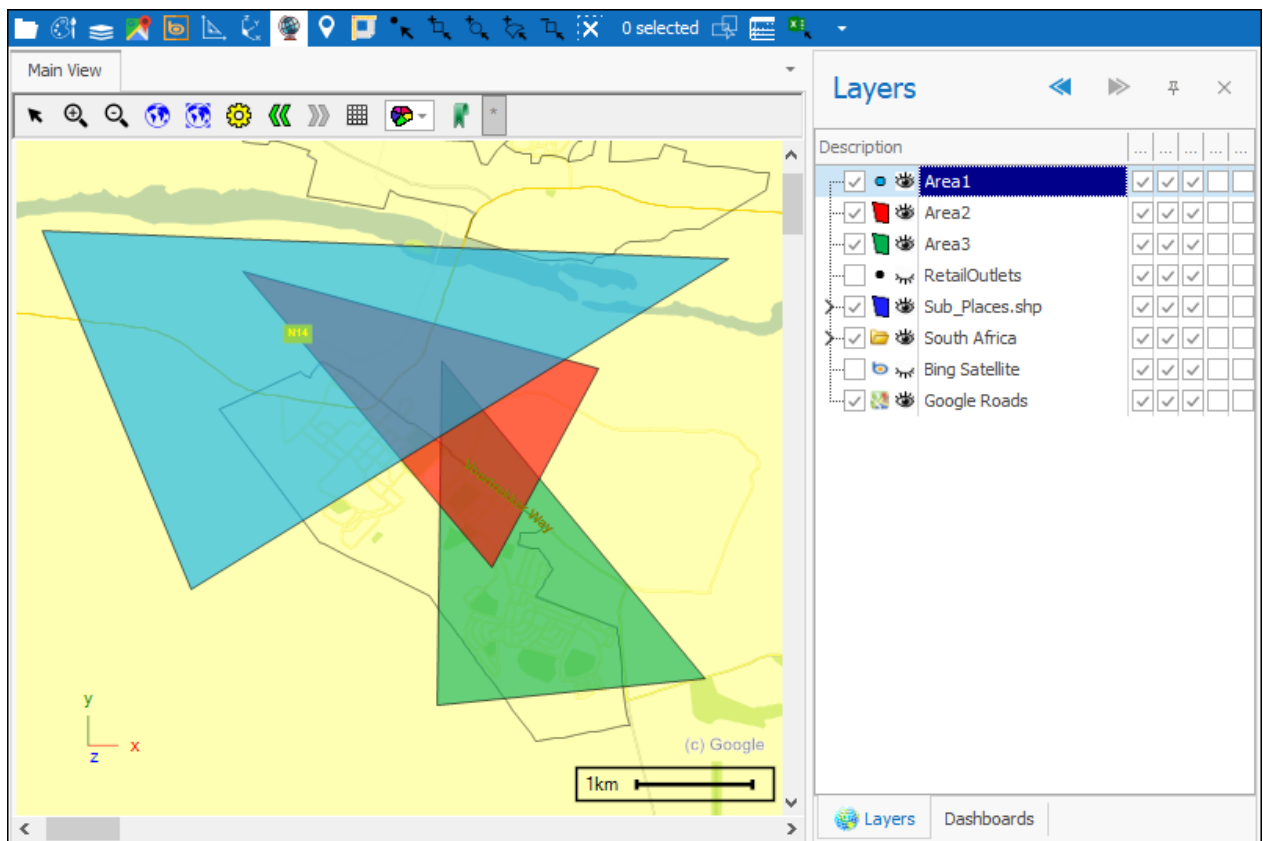 0 selected
Main View
*
Layers
Description
... ... ... ... ...
Area1
Area2
Area3
RetailOutlets
Sub_Places.shp
South Africa
Bing Satellite
Google Roads
N14
Way
y
x
z
(c) Google
1km
Layers
Dashboards